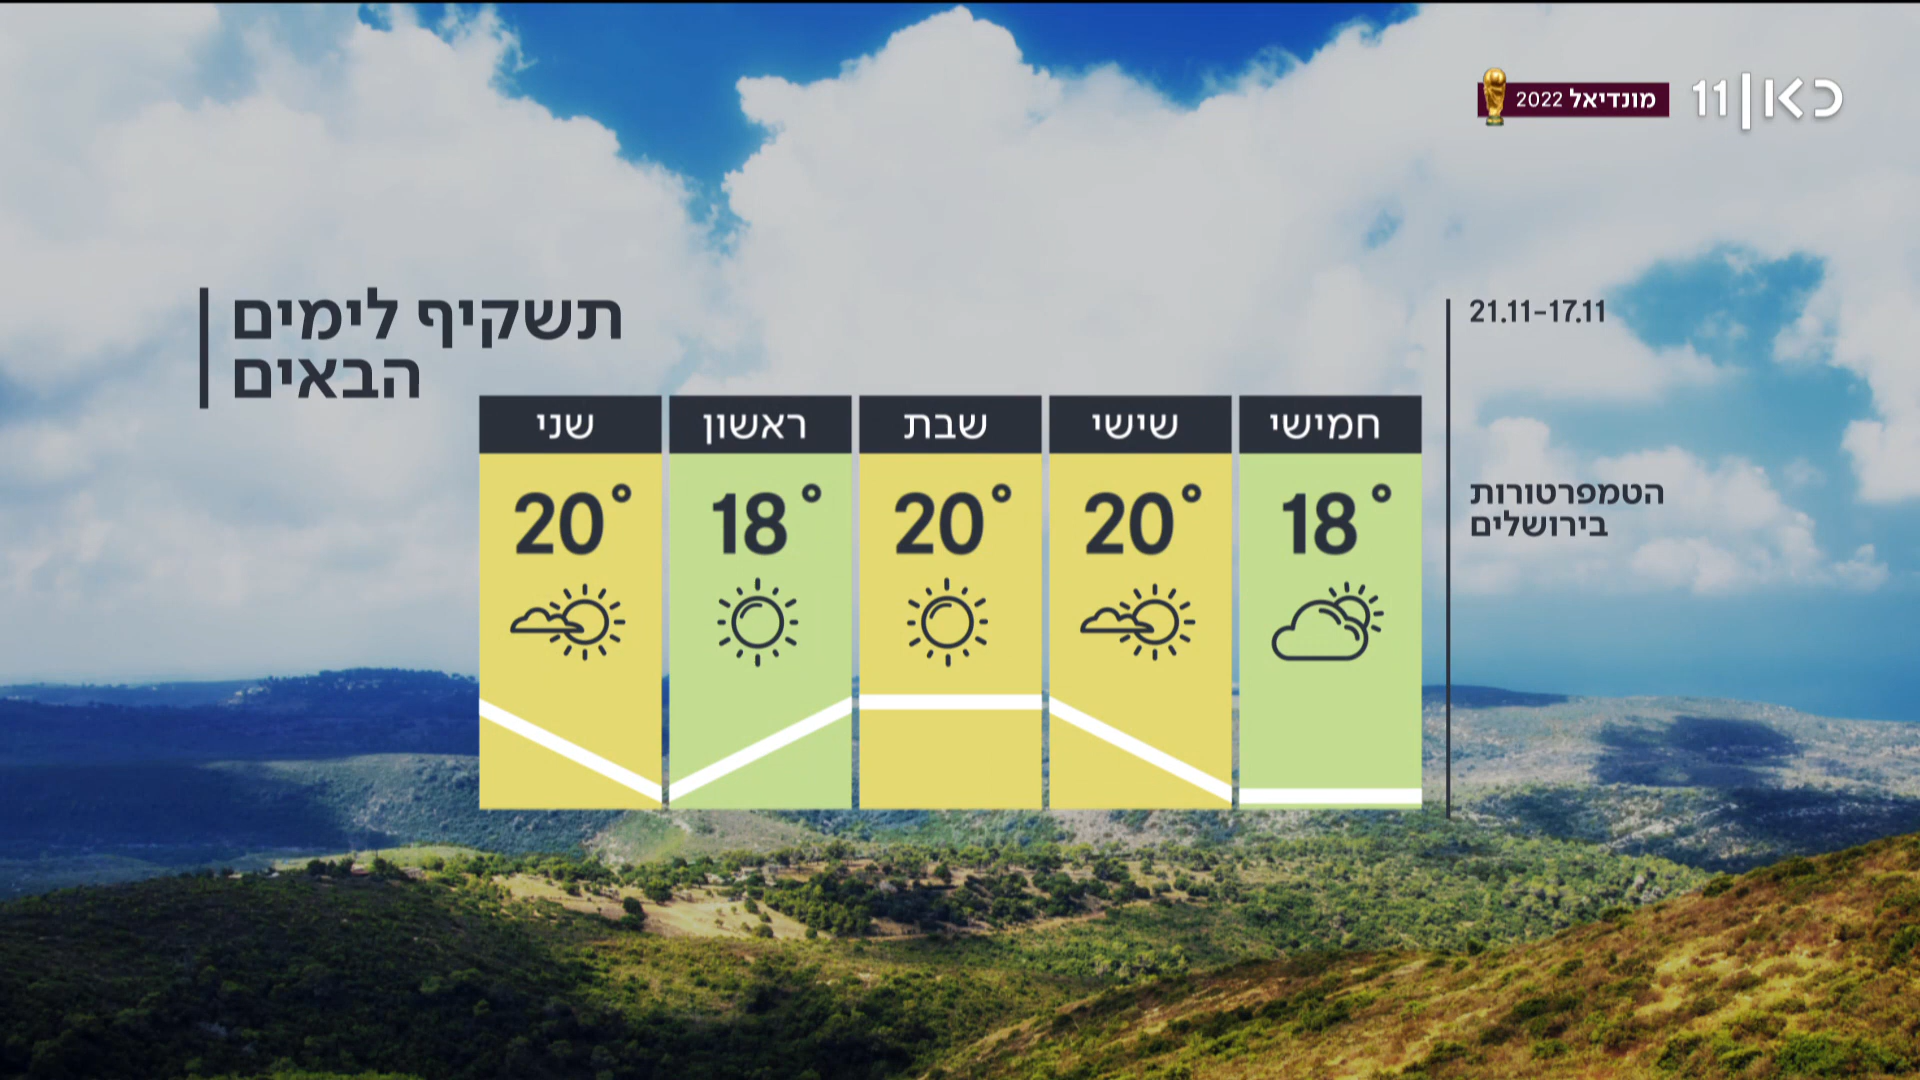 מונדיאל 2022
כאן 11
תשקיף לימים
הבאים
21.11-17.11
הטמפרטורות
בירושלים
חמישי
שישי
שבת
ראשון
שני
18°
20°
20°
18°
20°